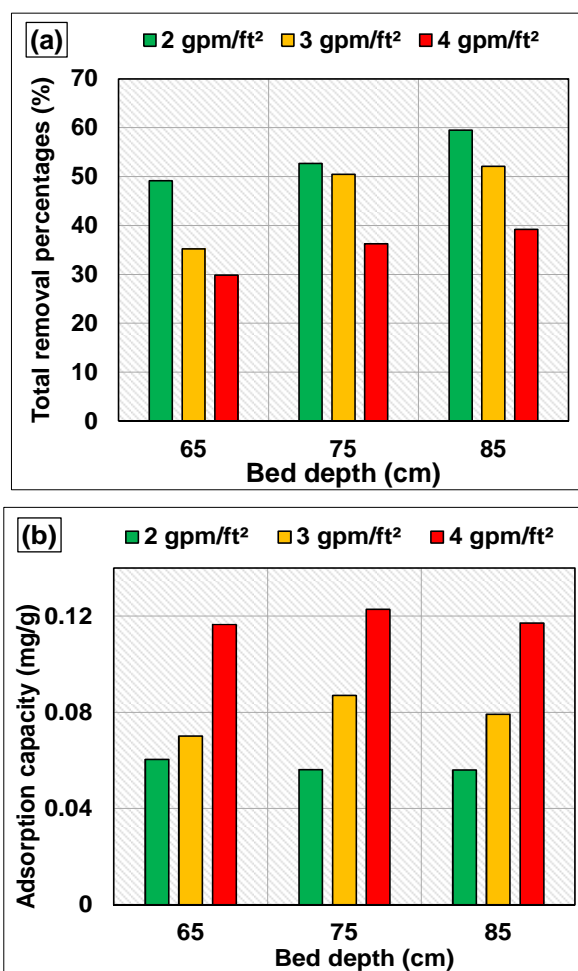 (a)
2 gpm/ft² 3 gpm/ft² 4 gpm/ft²
Total removal percentages (%)
70
60
50
40
30
20
10
0
65 75 85
Bed depth (cm)
(b)
2 gpm/ft² 3 gpm/ft² 4 gpm/ft²
Adsorption capacity (mg/g)
0.12
0.08
0.04
0
65 75 85
Bed depth (cm)